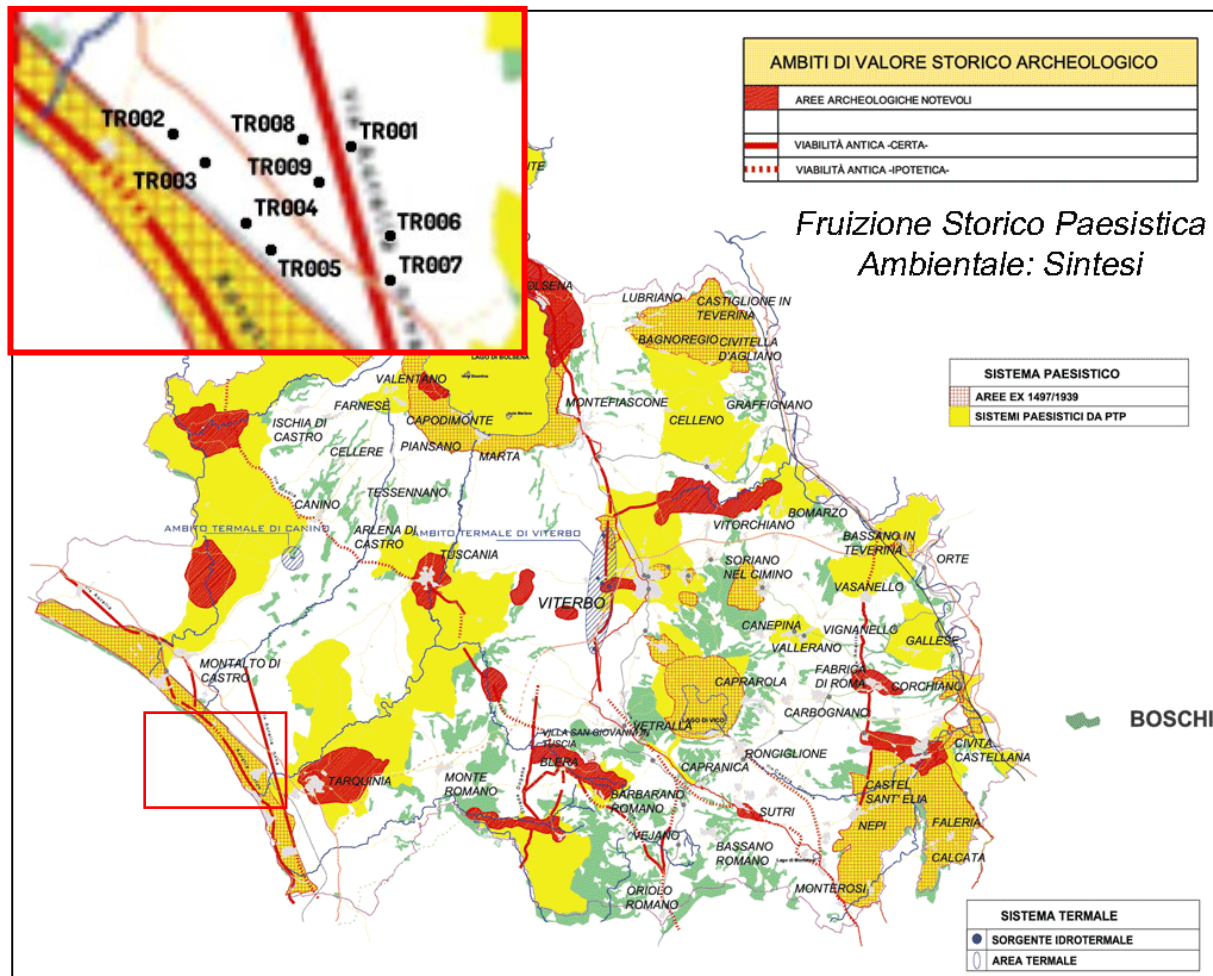 TR002
TR008
TR001
TR003
TR009
TR004
TR006
TR005
TR007
AMBITI DI VALORE STORICO ARCHEOLOGICO
AREE ARCHEOLOGICHE NOTEVOLI
VIABILITÀ ANTICA -CERTA-
VIABILITÀ ANTICA -IPOTETICA-
Fruizione Storico Paesistica
Ambientale: Sintesi
SISTEMA PAESISTICO
AREE EX 1497/1939
SISTEMI PAESISTICI DA PTP
LUBRIANO
CASTIGLIONE IN
TEVERINA
BAGNOREGIO
CIVITELLA
D'AGLIANO
LAGO DI BOLSENA
VALENTANO
FARNESE
CAPODIMONTE
MONTEFIASCONE
GRAFFIGNANO
CELLENO
ISCHIA DI
CASTRO
CELLERE
PIANSANO
MARTA
TESSENNANO
CANINO
AMBITO TERMALE DI CANINO
ARLENA DI
CASTRO
AMBITO TERMALE DI VITERBO
TUSCANIA
VITORCHIANO
BOMARZO
BASSANO IN
TEVERINA
ORTE
SORIANO
NEL CIMINO
VASANELLO
VITERBO
CANEPINA
VIGNANELLO
VALLERANO
GALLESE
MONTALTO DI
CASTRO
CAPRAROLA
FABRICA
DI ROMA
CORCHIANO
CARBOGNANO
LAGO DI VICO
VETRALLA
BOSCHI
VILLA SAN GIOVANNI IN
TUSCIA
BLERA
RONCIGLIONE
CIVITA
CASTELLANA
CAPRANICA
TARQUINIA
MONTE
ROMANO
BARBARANO
ROMANO
CASTEL
SANT' ELIA
SUTRI
NEPI
FALERIA
VEJANO
BASSANO
ROMANO
CALCATA
ORIOLO
ROMANO
MONTEROSI
SISTEMA TERMALE
SORGENTE IDROTERMALE
AREA TERMALE